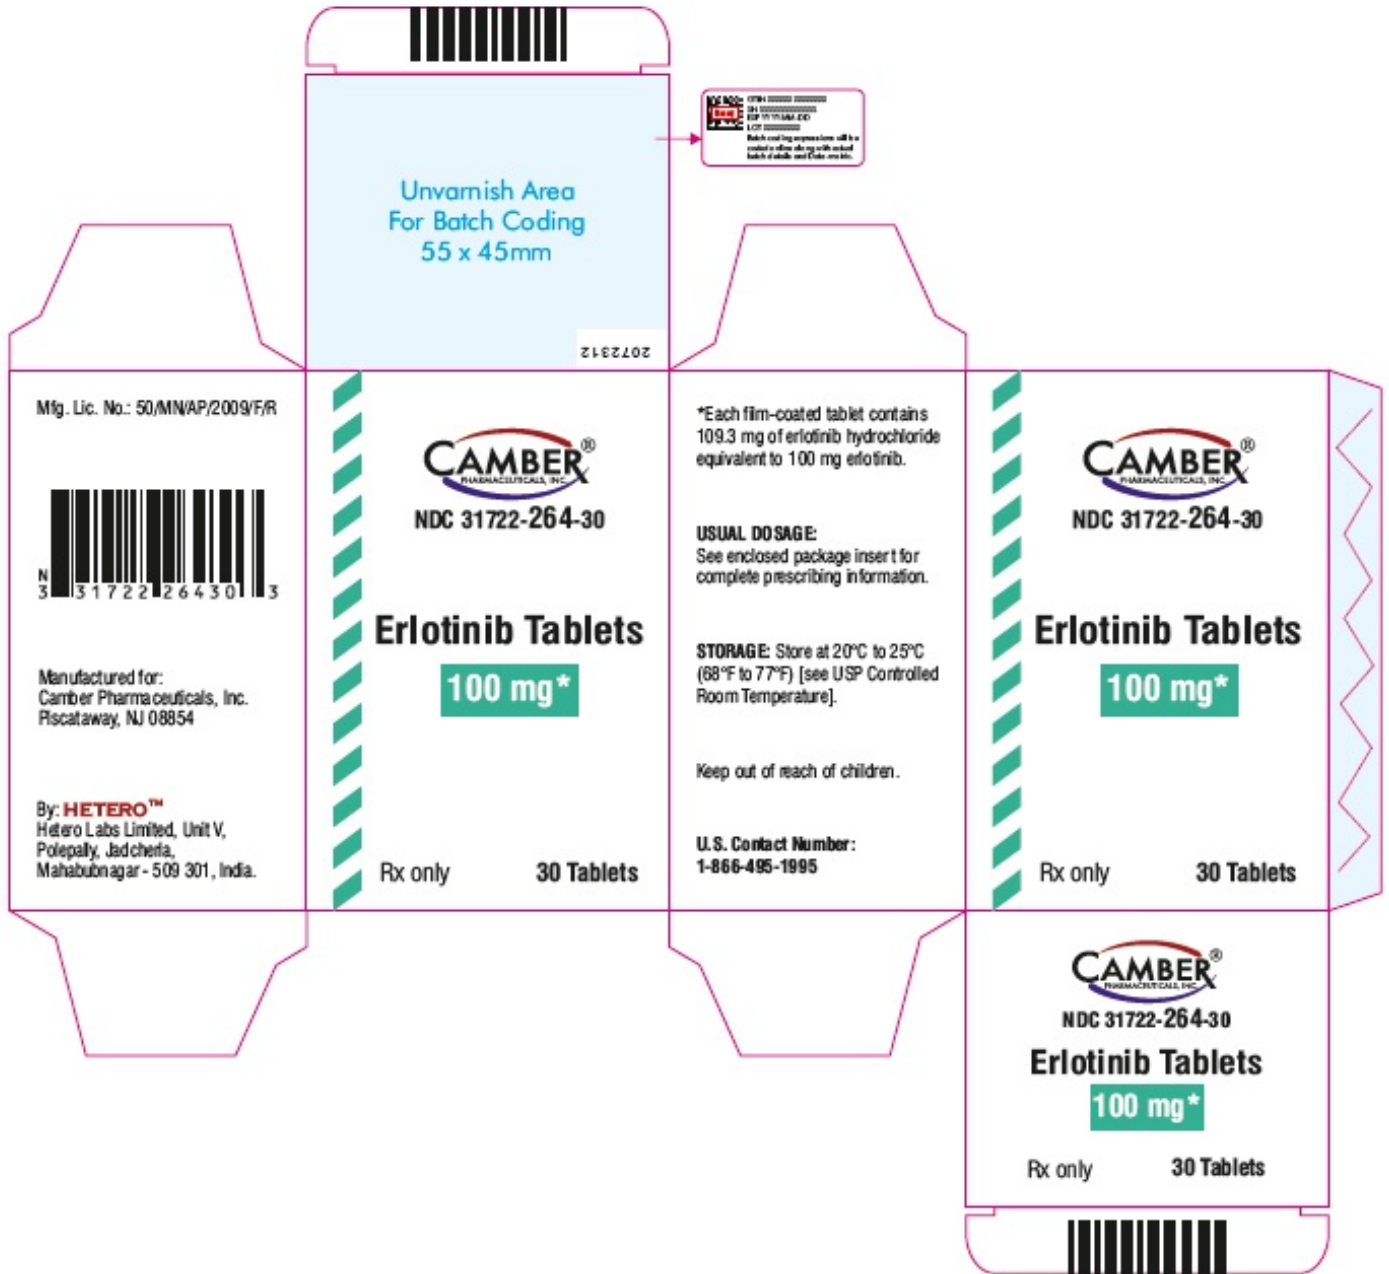 Unvarnish Area
For Batch Coding
55 x 45mm
2072312
Mfg. Lic. No.: 50/MN/AP/2009/F/R
N
3 31722 26430 3
Manufactured for:
Camber Pharmaceuticals, Inc.
Piscataway, NJ 08854
By: HETERO™
Hetero Labs Limited, Unit V,
Polepally, Jadcherla,
Mahabubnagar - 509 301, India.
CAMBER®
PHARMACEUTICALS, INC.
NDC 31722-264-30
Erlotinib Tablets
100 mg*
Rx only 30 Tablets
*Each film-coated tablet contains
109.3 mg of erlotinib hydrochloride
equivalent to 100 mg erlotinib.
USUAL DOSAGE:
See enclosed package insert for
complete prescribing information.
STORAGE: Store at 20°C to 25°C
(68°F to 77°F) [see USP Controlled
Room Temperature].
Keep out of reach of children.
U.S. Contact Number:
1-866-495-1995
CAMBER®
PHARMACEUTICALS, INC.
NDC 31722-264-30
Erlotinib Tablets
100 mg*
Rx only 30 Tablets
CAMBER®
PHARMACEUTICALS, INC.
NDC 31722-264-30
Erlotinib Tablets
100 mg*
Rx only 30 Tablets